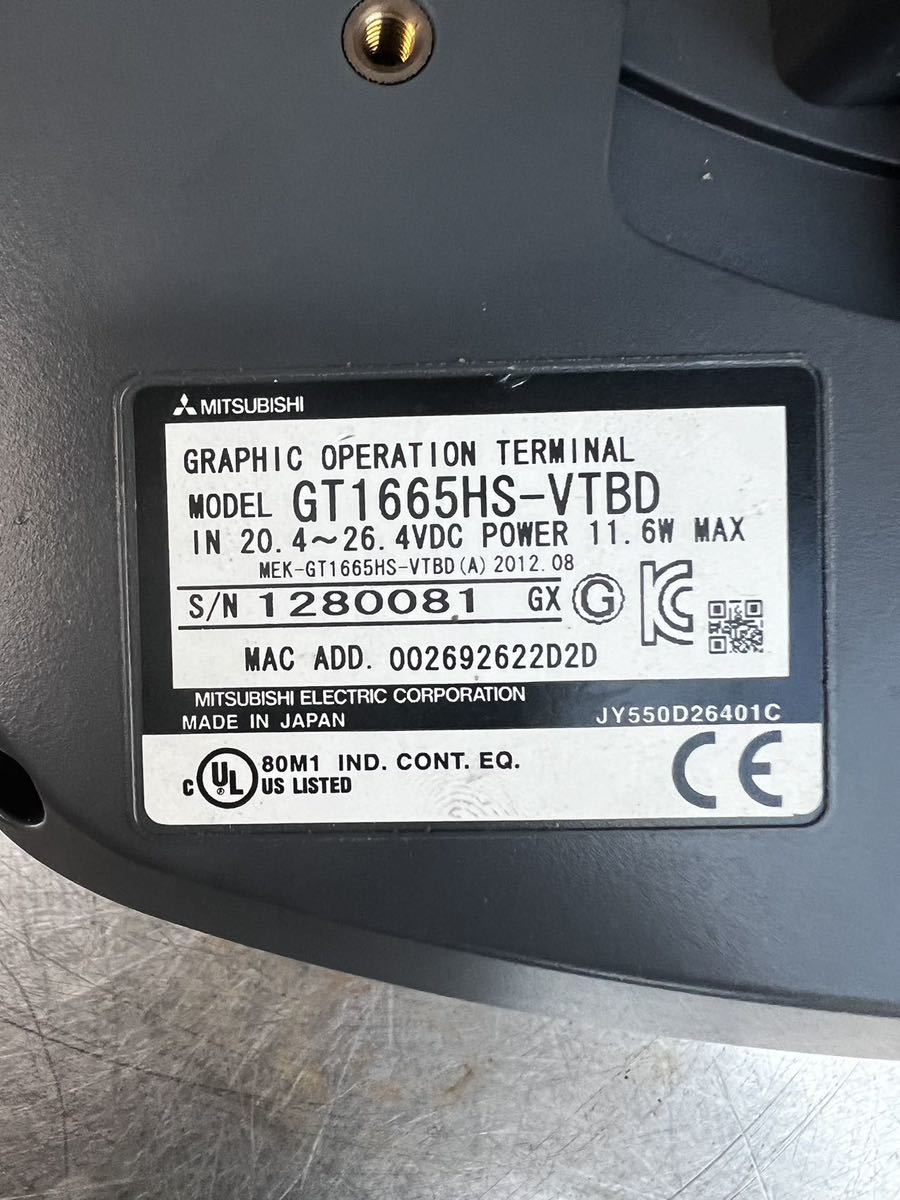 MITSUBISHI
GRAPHIC OPERATION TERMINAL
MODEL GT1665HS-VTBD
IN 20.4~26.4VDC POWER 11.6W MAX
MEK-GT1665HS-VTBD(A) 2012.08
S/N 1280081 GX G KC
MAC ADD. 002692622D2D
MITSUBISHI ELECTRIC CORPORATION
MADE IN JAPAN JY550D26401C
c UL 80M1 IND. CONT. EQ.
US LISTED
CE